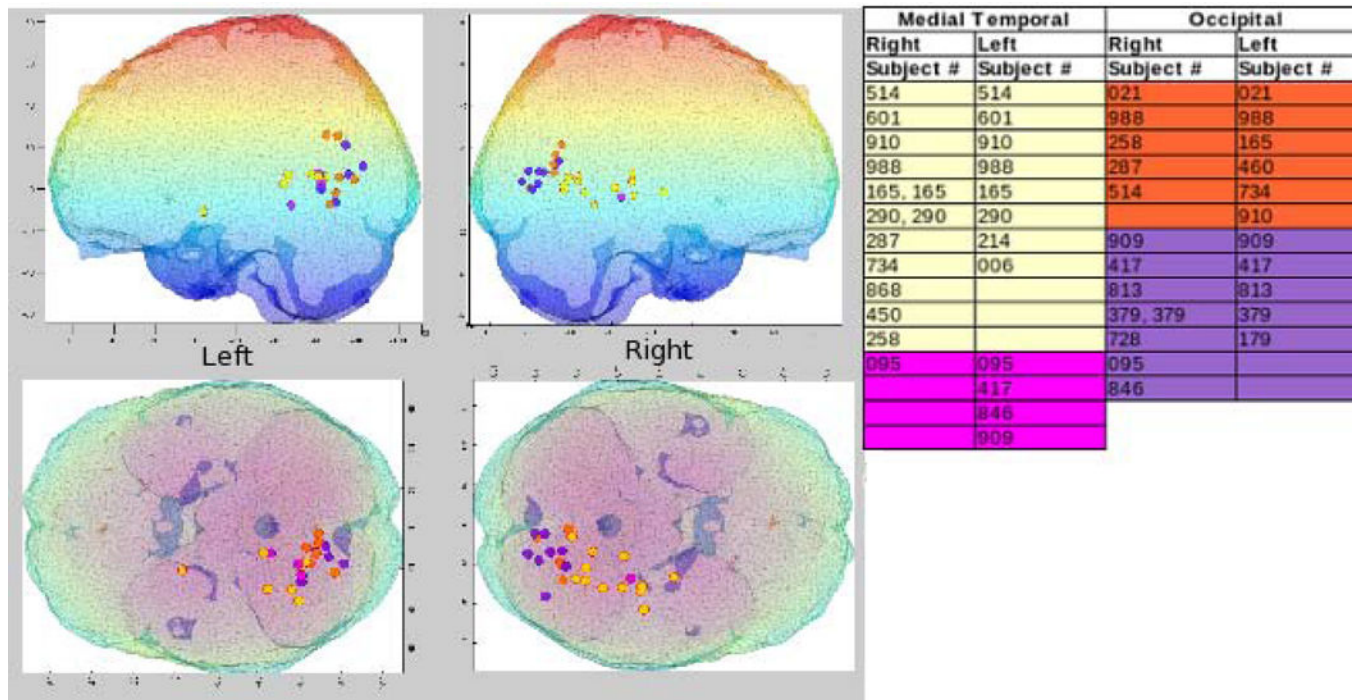 Left
Right
Medial Temporal Occipital
Right Left Right Left
Subject # Subject # Subject # Subject #
514 514 021 021
601 601 988 988
910 910 258 165
988 988 287 460
165, 165 165 514 734
290, 290 290 910
287 214 909 909
734 006 417 417
868 813 813
450 379, 379 379
258 728 179
095 095 095
417 846
846
909